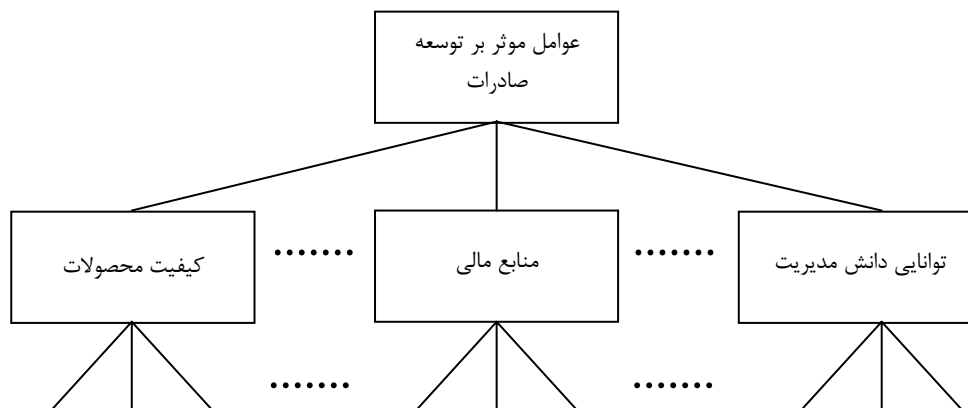 عوامل موثر بر توسعه
صادرات
توانایی دانش مدیریت
.......
منابع مالی
.......
کیفیت محصولات
.......
.......